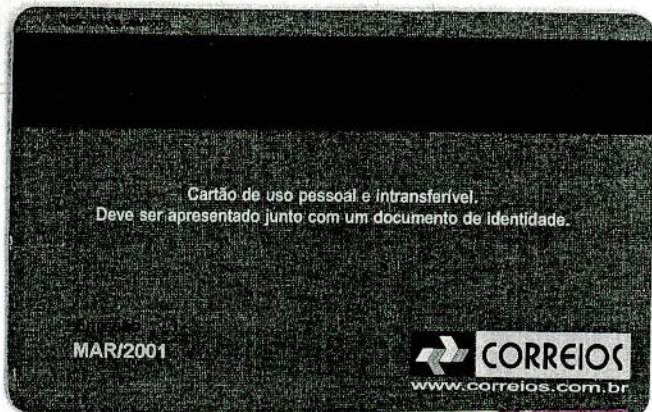 Cartão de uso pessoal e intransferível.
Deve ser apresentado junto com um documento de identidade.
MAR/2001
CORREIOS
www.correios.com.br